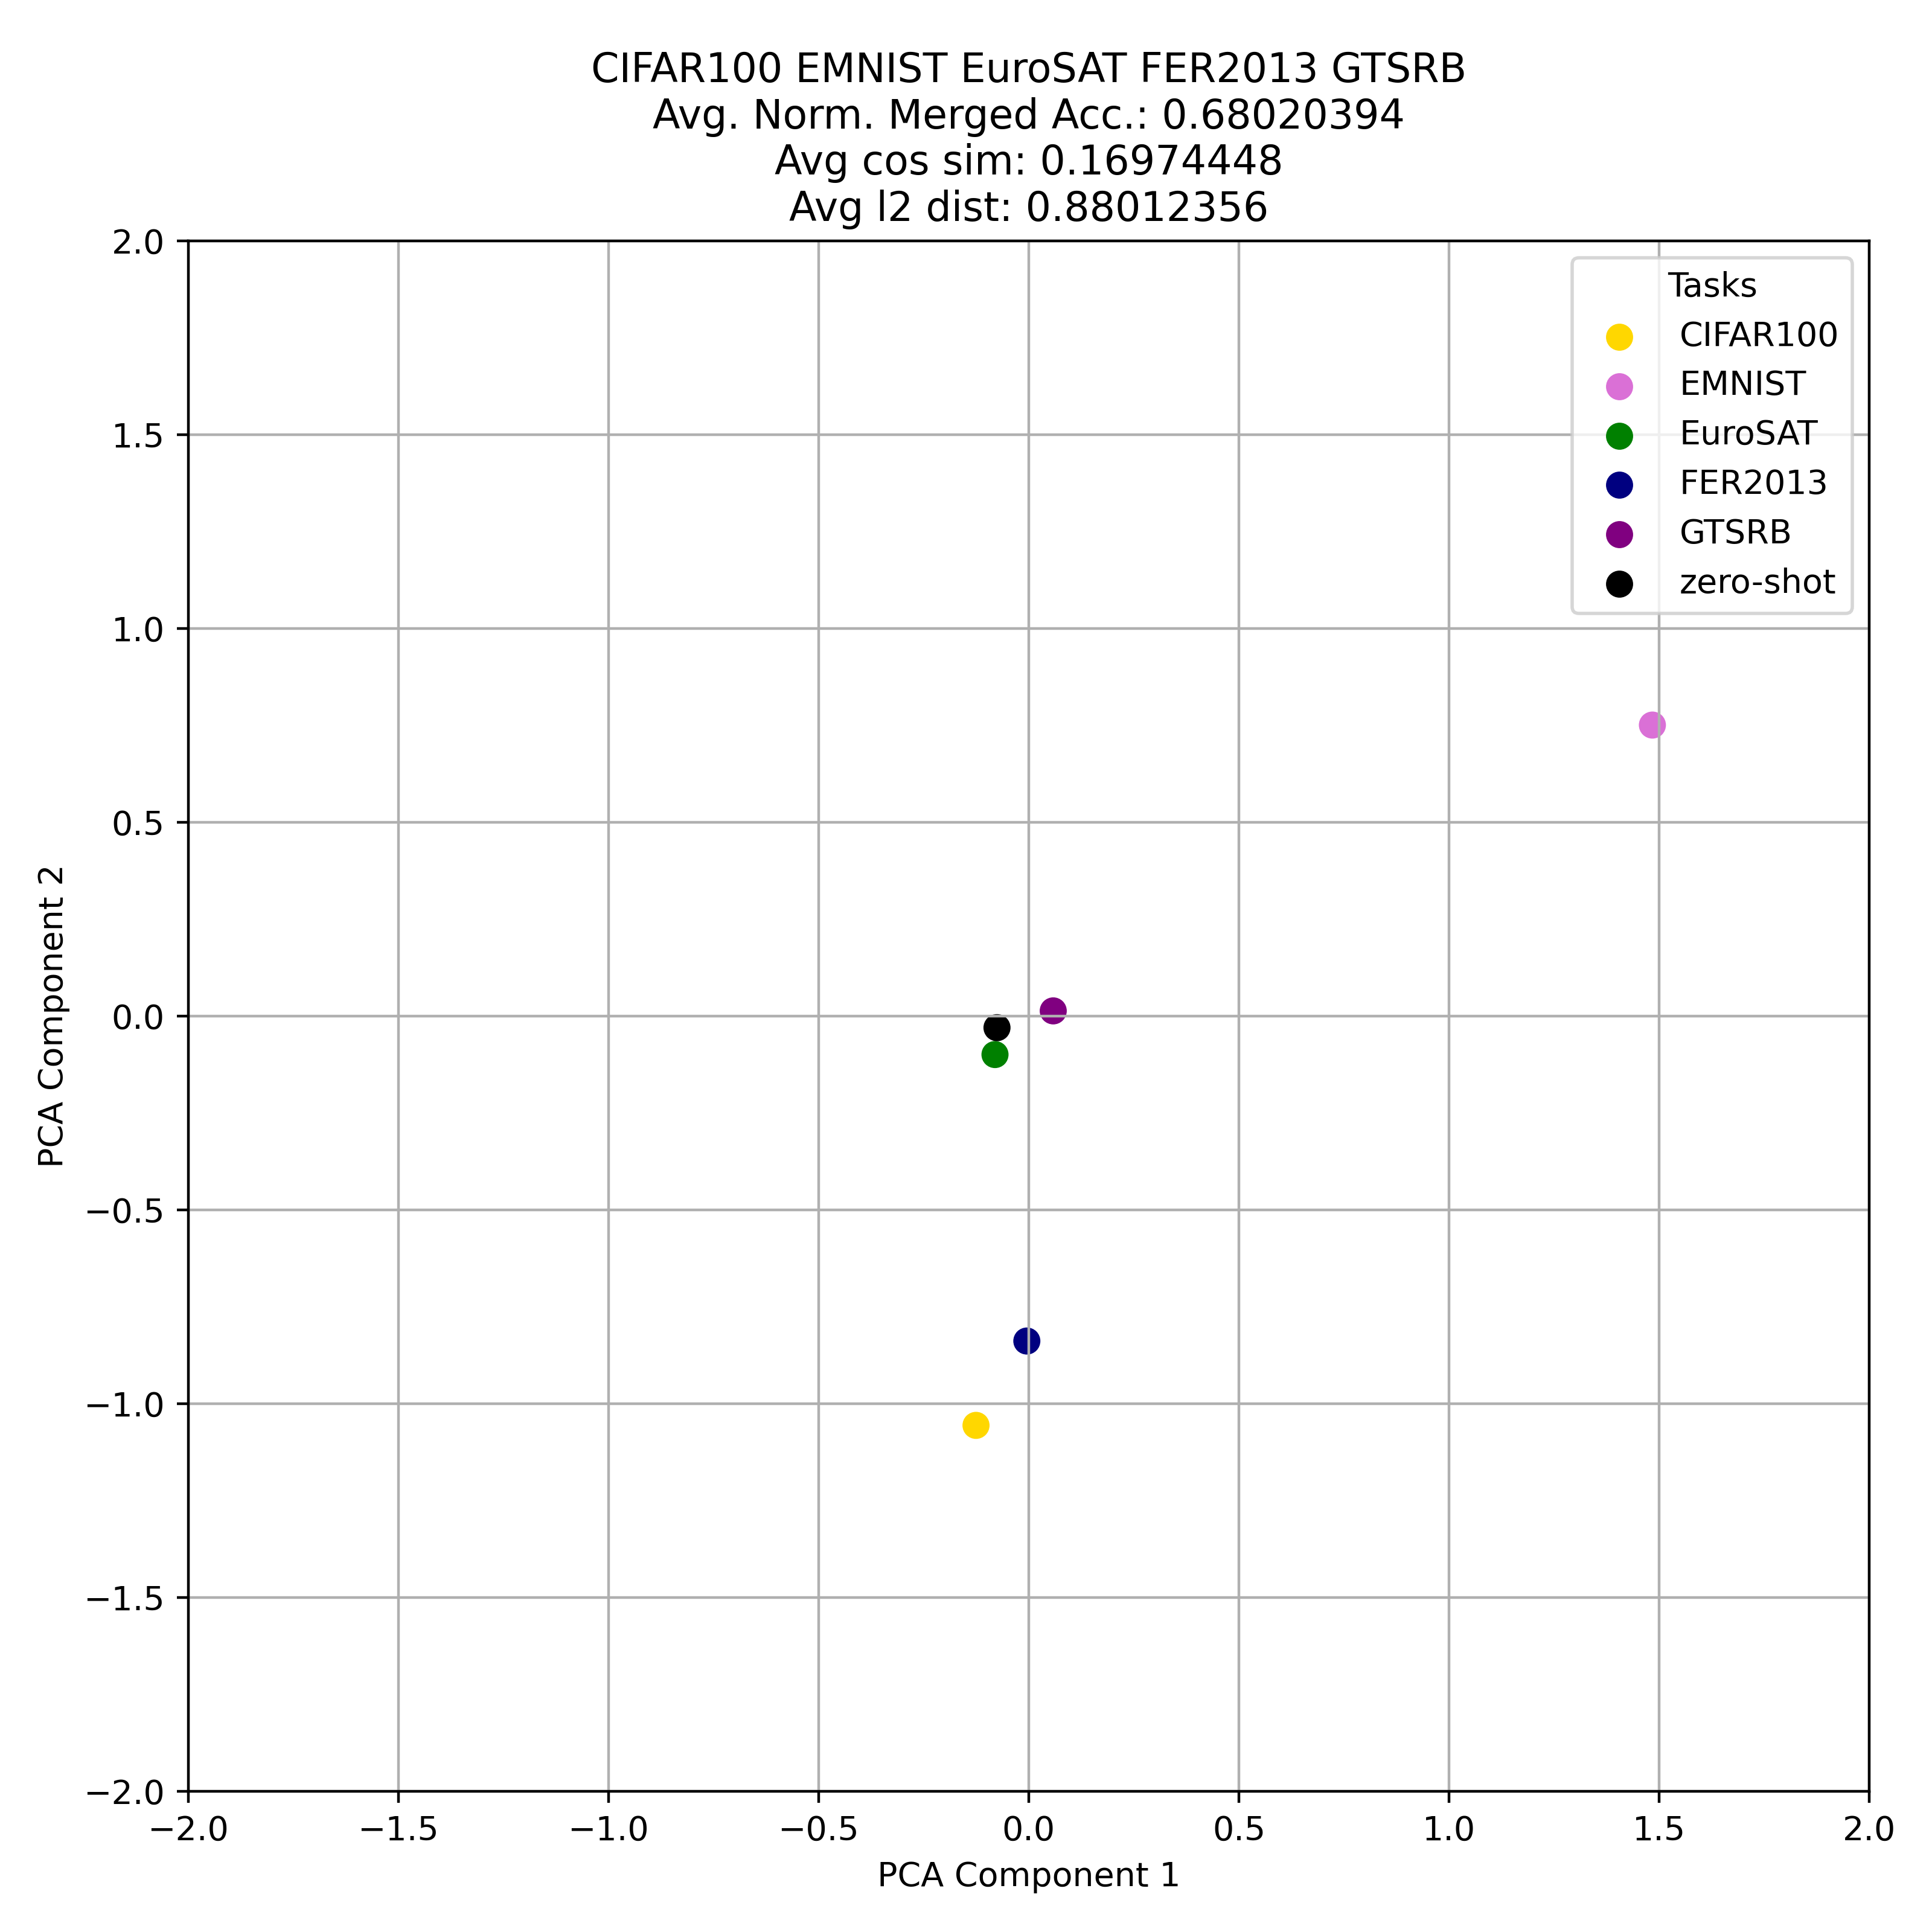 CIFAR100 EMNIST EuroSAT FER2013 GTSRB
Avg. Norm. Merged Acc.: 0.68020394
Avg cos sim: 0.16974448
Avg l2 dist: 0.88012356
Tasks
CIFAR100
EMNIST
EuroSAT
FER2013
GTSRB
zero-shot
PCA Component 2
2.0
1.5
1.0
0.5
0.0
−0.5
−1.0
−1.5
−2.0
−2.0 −1.5 −1.0 −0.5 0.0 0.5 1.0 1.5 2.0
PCA Component 1